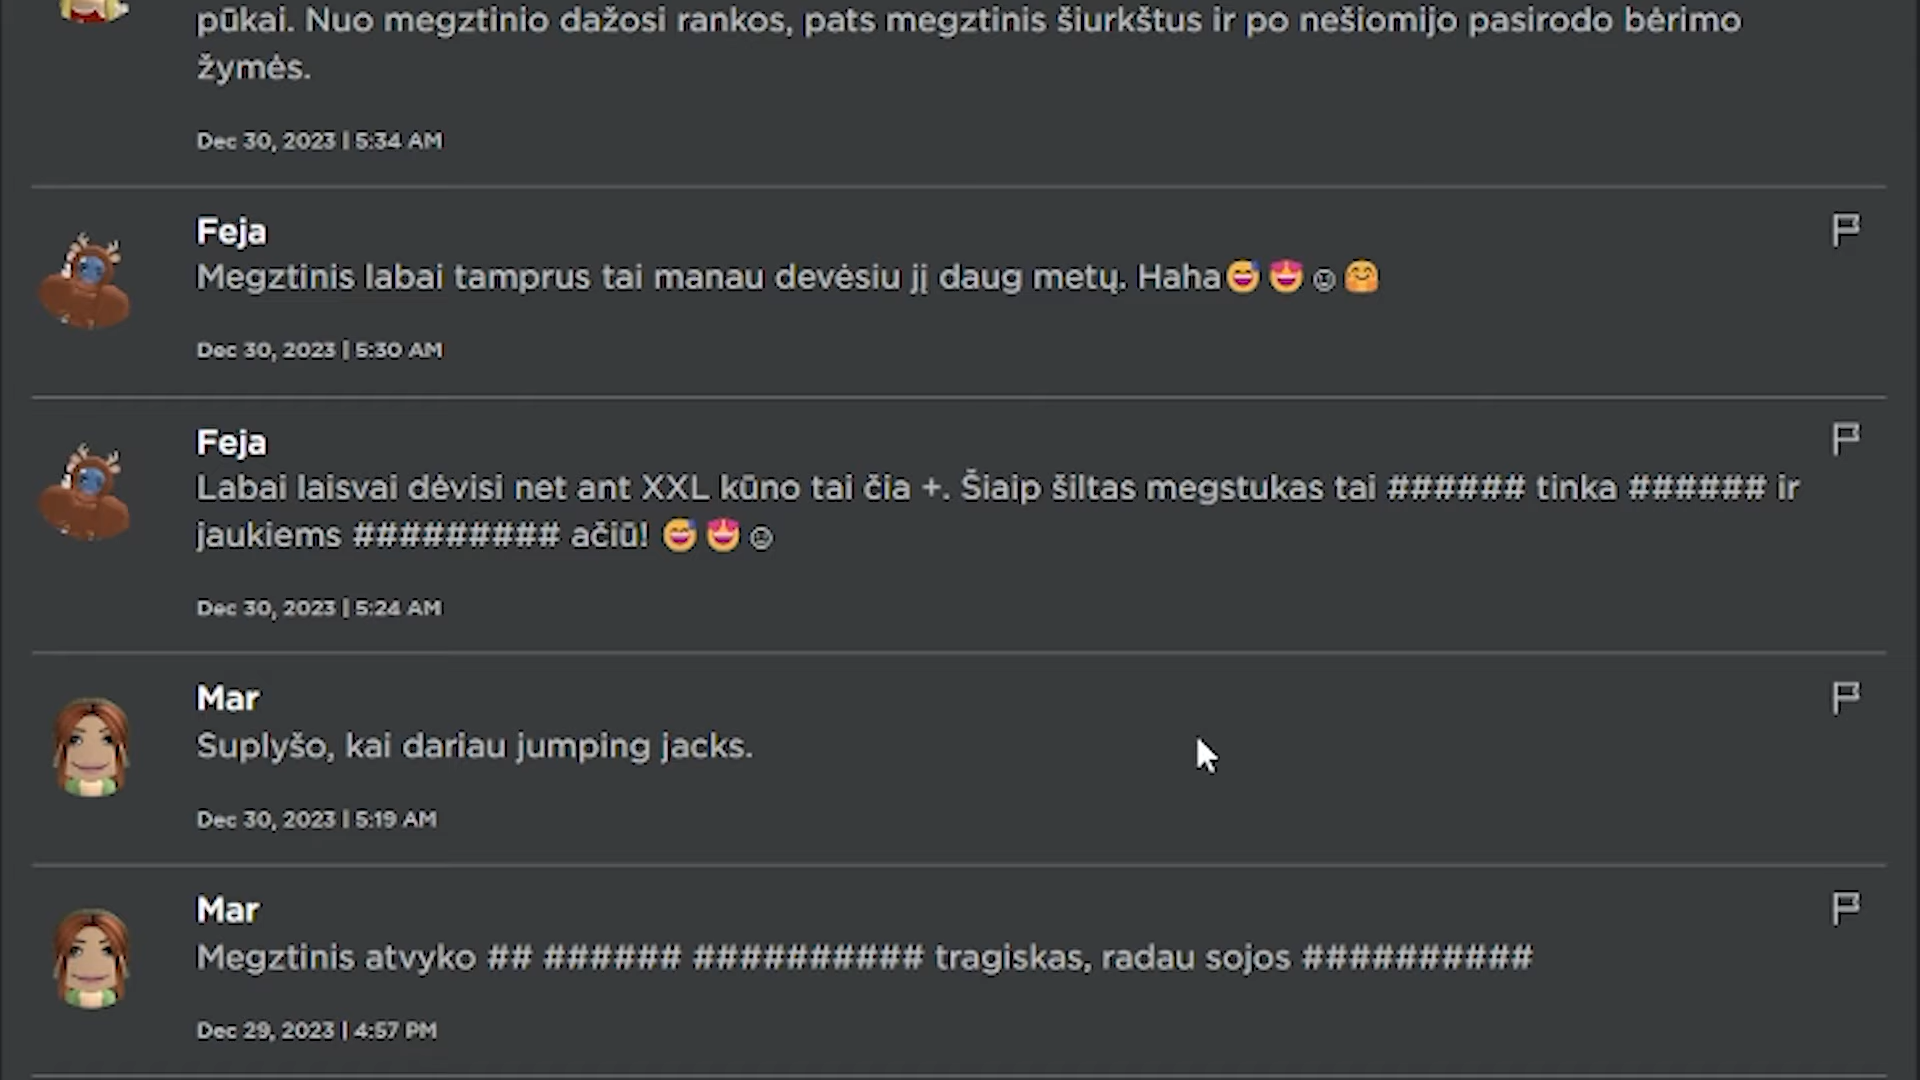 pūkai. Nuo megztinio dažosi rankos, pats megztinis šiurkštus ir po nešiomijo pasirodo bėrimo
žymės.
Dec 30, 2023 | 5:34 AM
Feja
Megztinis labai tamprus tai manau devėsiu jį daug metų. Haha😅😍☺🤗
Dec 30, 2023 | 5:30 AM
Feja
Labai laisvai dėvisi net ant XXL kūno tai čia +. Šiaip šiltas megstukas tai ###### tinka ###### ir
jaukiems ######### ačiū! 😅😍☹
Dec 30, 2023 | 5:24 AM
Mar
Suplyšo, kai dariau jumping jacks.
Dec 30, 2023 | 5:19 AM
Mar
Megztinis atvyko ## ###### ########## tragiskas, radau sojos ##########
Dec 29, 2023 | 4:57 PM